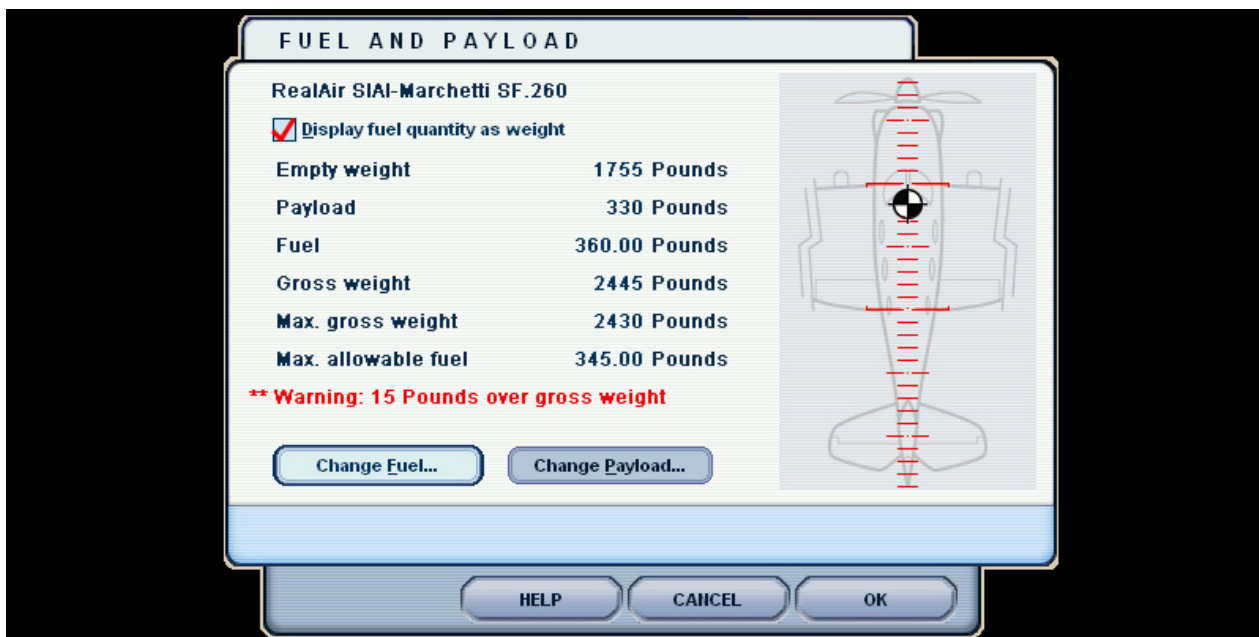 FUEL AND PAYLOAD
RealAir SIAI-Marchetti SF.260
Display fuel quantity as weight
Empty weight 1755 Pounds
Payload 330 Pounds
Fuel 360.00 Pounds
Gross weight 2445 Pounds
Max. gross weight 2430 Pounds
Max. allowable fuel 345.00 Pounds
** Warning: 15 Pounds over gross weight
Change Fuel... Change Payload...
HELP CANCEL OK